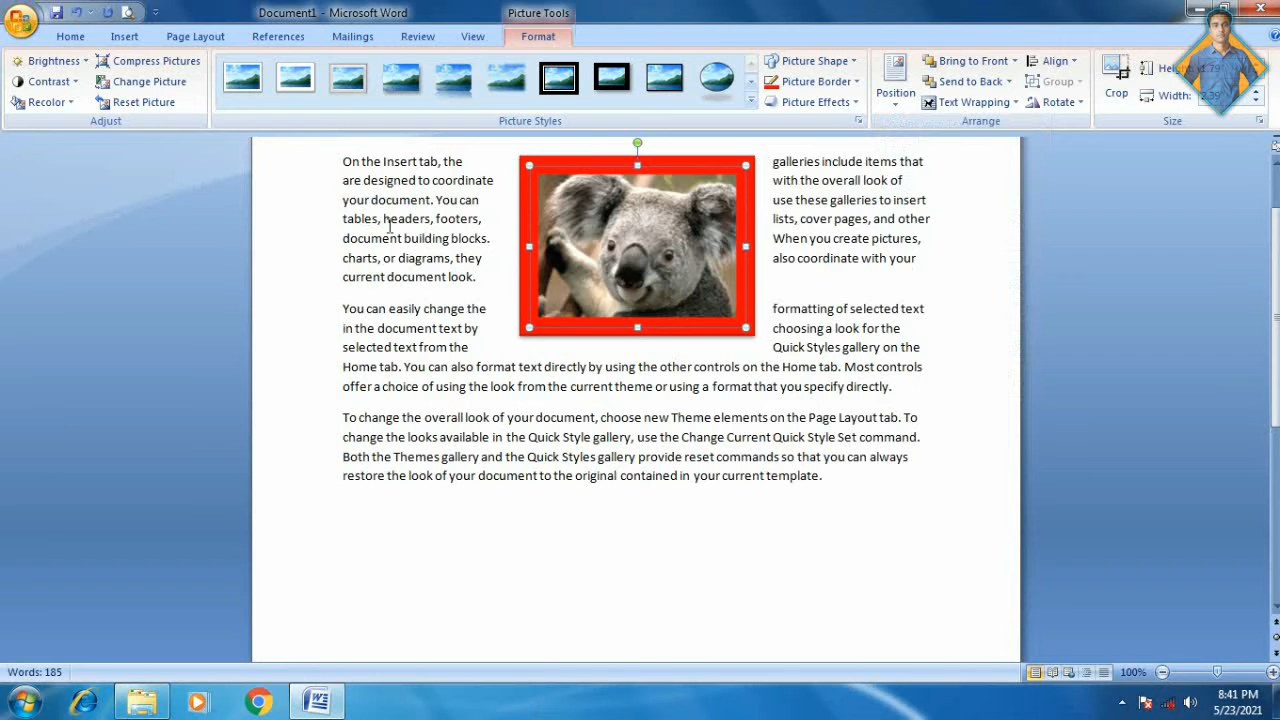 Document1 - Microsoft Word
Picture Tools
Home Insert Page Layout References Mailings Review View Format
Brightness Compress Pictures Picture Shape Bring to Front Align
Contrast Change Picture Picture Border Position Send to Back Group Crop Width:
Recolor Reset Picture Picture Effects Text Wrapping Rotate
Adjust Picture Styles Arrange Size
On the Insert tab, the galleries include items that
are designed to coordinate with the overall look of
your document. You can use these galleries to insert
tables, headers, footers, lists, cover pages, and other
document building blocks. When you create pictures,
charts, or diagrams, they also coordinate with your
current document look.
You can easily change the formatting of selected text
in the document text by choosing a look for the
selected text from the Quick Styles gallery on the
Home tab. You can also format text directly by using the other controls on the Home tab. Most controls
offer a choice of using the look from the current theme or using a format that you specify directly.
To change the overall look of your document, choose new Theme elements on the Page Layout tab. To
change the looks available in the Quick Style gallery, use the Change Current Quick Style Set command.
Both the Themes gallery and the Quick Styles gallery provide reset commands so that you can always
restore the look of your document to the original contained in your current template.
Words: 185 100%
8:41 PM
5/23/2021